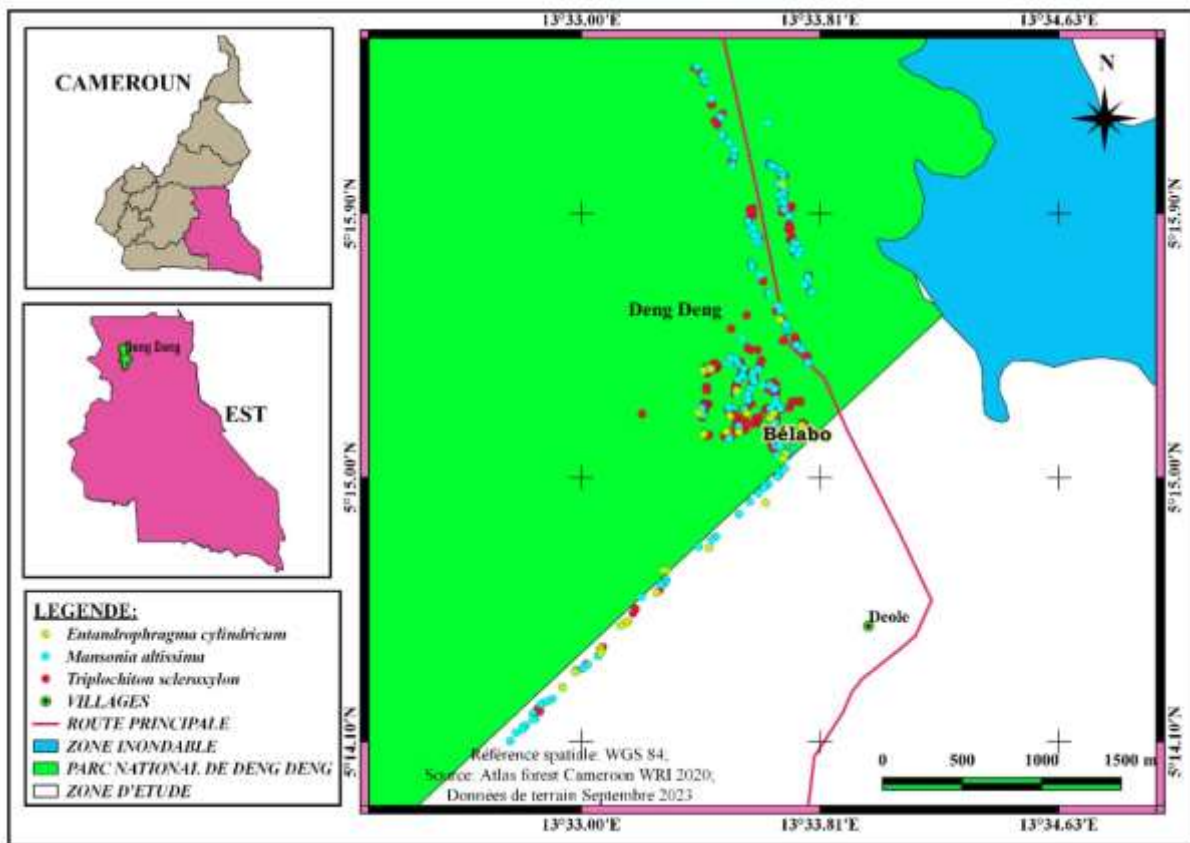 CAMEROUN
Deng Deng
EST
LEGENDE:
Entandrophragma cylindricum
Mansonia altissima
Triplochiton scleroxylon
VILLAGES
ROUTE PRINCIPALE
ZONE INONDABLE
PARC NATIONAL DE DENG DENG
ZONE D'ETUDE
13°33.00'E
13°33.81'E
13°34.63'E
N
5°15.90'N
5°15.90'N
Deng Deng
Bélabo
5°15.00'N
5°15.00'N
Deole
5°14.10'N
5°14.10'N
Référence spatiale: WGS 84;
Source: Atlas forest Cameroon WRI 2020;
Données de terrain Septembre 2023
0 500 1000 1500 m
13°33.00'E
13°33.81'E
13°34.63'E